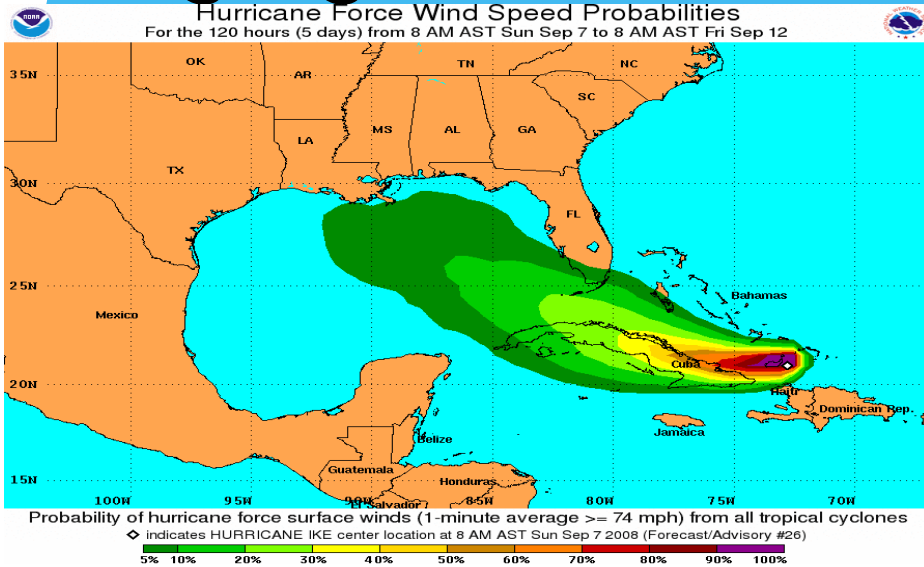 Hurricane Force Wind Speed Probabilities
For the 120 hours (5 days) from 8 AM AST Sun Sep 7 to 8 AM AST Fri Sep 12
NOAA
35N
OK
AR
TN
NC
SC
MS
AL
GA
LA
TX
30N
FL
25N
Bahamas
Mexico
Cuba
20N
Haiti
Dominican Rep.
Jamaica
Belize
Guatemala
Honduras
15N
100W 95W 90W 85W 80W 75W 70W
El Salvador
Probability of hurricane force surface winds (1-minute average >= 74 mph) from all tropical cyclones
◇ indicates HURRICANE IKE center location at 8 AM AST Sun Sep 7 2008 (Forecast/Advisory #26)
5% 10% 20% 30% 40% 50% 60% 70% 80% 90% 100%